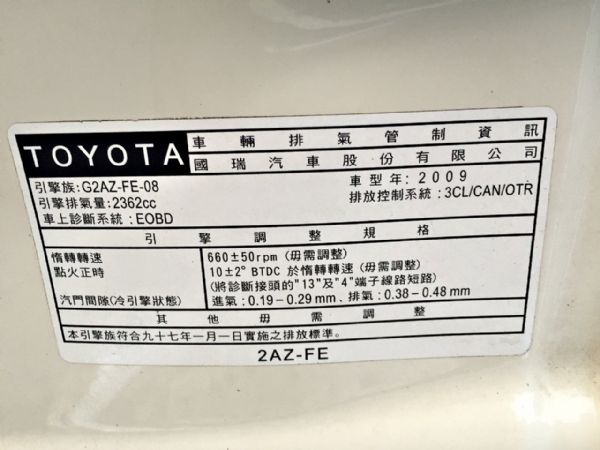 TOYOTA
車輛排氣管制資訊
國瑞汽車股份有限公司
引擎族:G2AZ-FE-08
車型年:2009
引擎排氣量:2362cc
排放控制系統:3CL/CAN/OTR
車上診斷系統:EOBD
引擎調整規格
惰轉轉速 660±50rpm (毋需調整)
點火正時 10±2° BTDC 於惰轉轉速 (毋需調整)
(將診斷接頭的"13"及"4"端子線路短路)
汽門間隙(冷引擎狀態) 進氣:0.19-0.29mm. 排氣:0.38-0.48mm
其他毋需調整
本引擎族符合九十七年一月一日實施之排放標準。
2AZ-FE